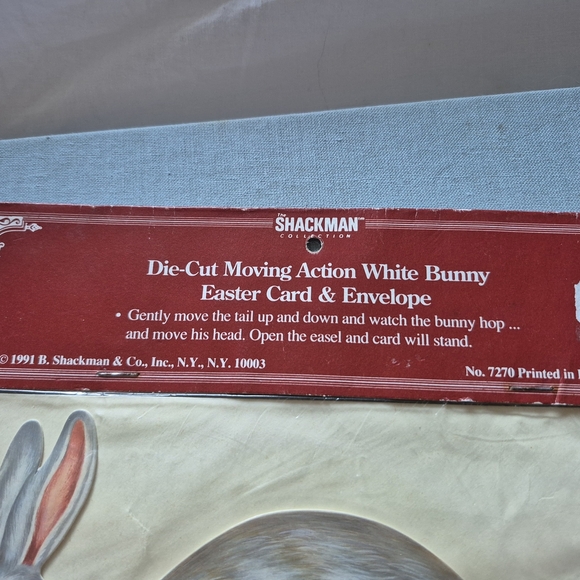 The
SHACKMAN
COLLECTION
Die-Cut Moving Action White Bunny
Easter Card & Envelope
• Gently move the tail up and down and watch the bunny hop ...
and move his head. Open the easel and card will stand.
© 1991 B. Shackman & Co., Inc., N.Y., N.Y. 10003
No. 7270 Printed in